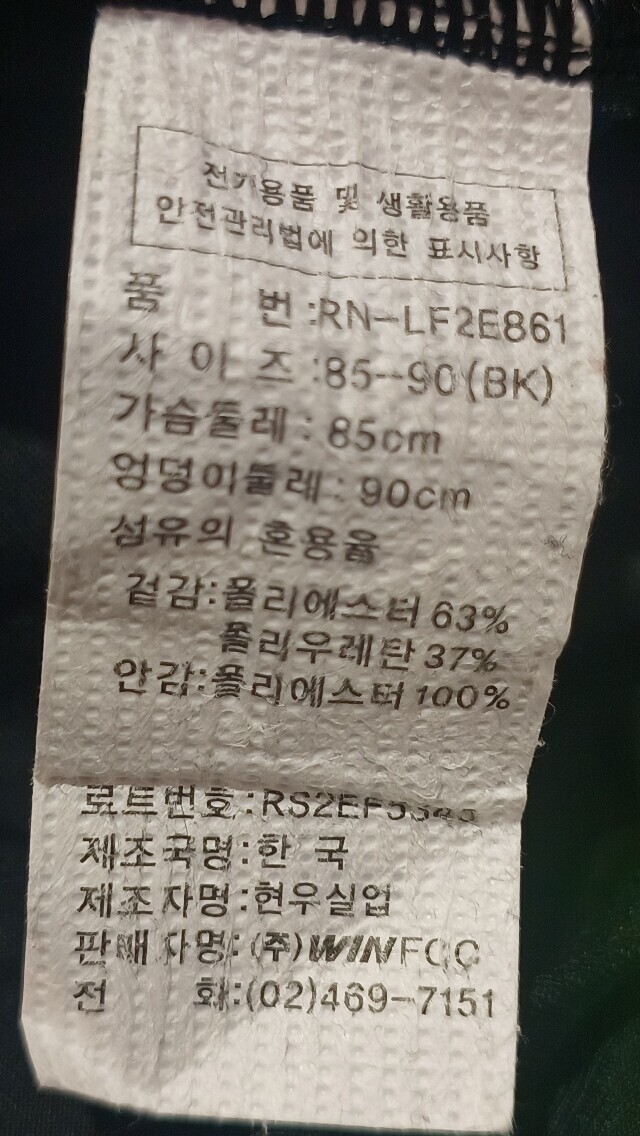 전기용품 및 생활용품
안전관리법에 의한 표시사항
품 번:RN-LF2E861
사 이 즈:85-90(BK)
가슴둘레:85cm
엉덩이둘레:90cm
섬유의 혼용율
겉감:폴리에스터 63%
폴리우레탄 37%
안감:폴리에스터 100%
로트번호:
제조국명:한 국
제조자명:현우실업
판매자명:(주)WINFCC
전 화:(02)469-7151